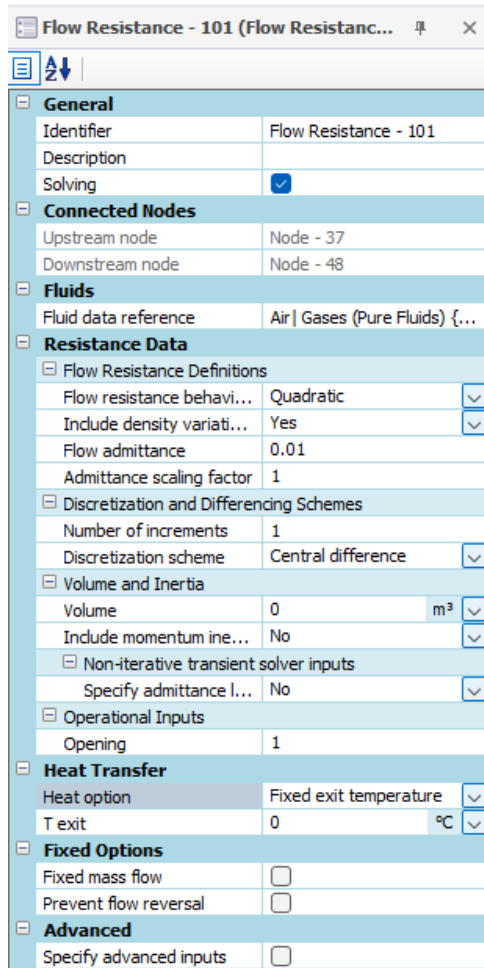 Flow Resistance - 101 (Flow Resistanc...
General
Identifier Flow Resistance - 101
Description
Solving
Connected Nodes
Upstream node Node - 37
Downstream node Node - 48
Fluids
Fluid data reference Air| Gases (Pure Fluids) {...
Resistance Data
Flow Resistance Definitions
Flow resistance behavi... Quadratic
Include density variati... Yes
Flow admittance 0.01
Admittance scaling factor 1
Discretization and Differencing Schemes
Number of increments 1
Discretization scheme Central difference
Volume and Inertia
Volume 0 m³
Include momentum ine... No
Non-iterative transient solver inputs
Specify admittance l... No
Operational Inputs
Opening 1
Heat Transfer
Heat option Fixed exit temperature
T exit 0 °C
Fixed Options
Fixed mass flow
Prevent flow reversal
Advanced
Specify advanced inputs